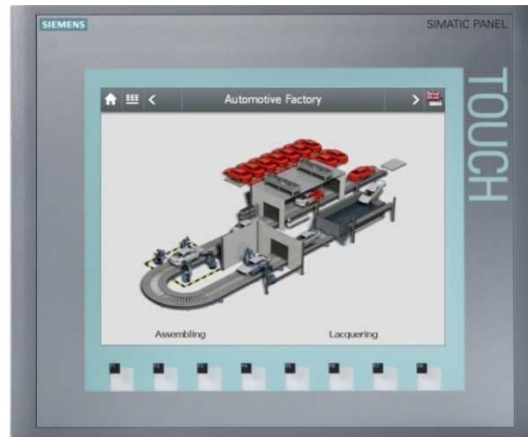 SIEMENS
SIMATIC PANEL
TOUCH
Automotive Factory
Assembling
Lacquering